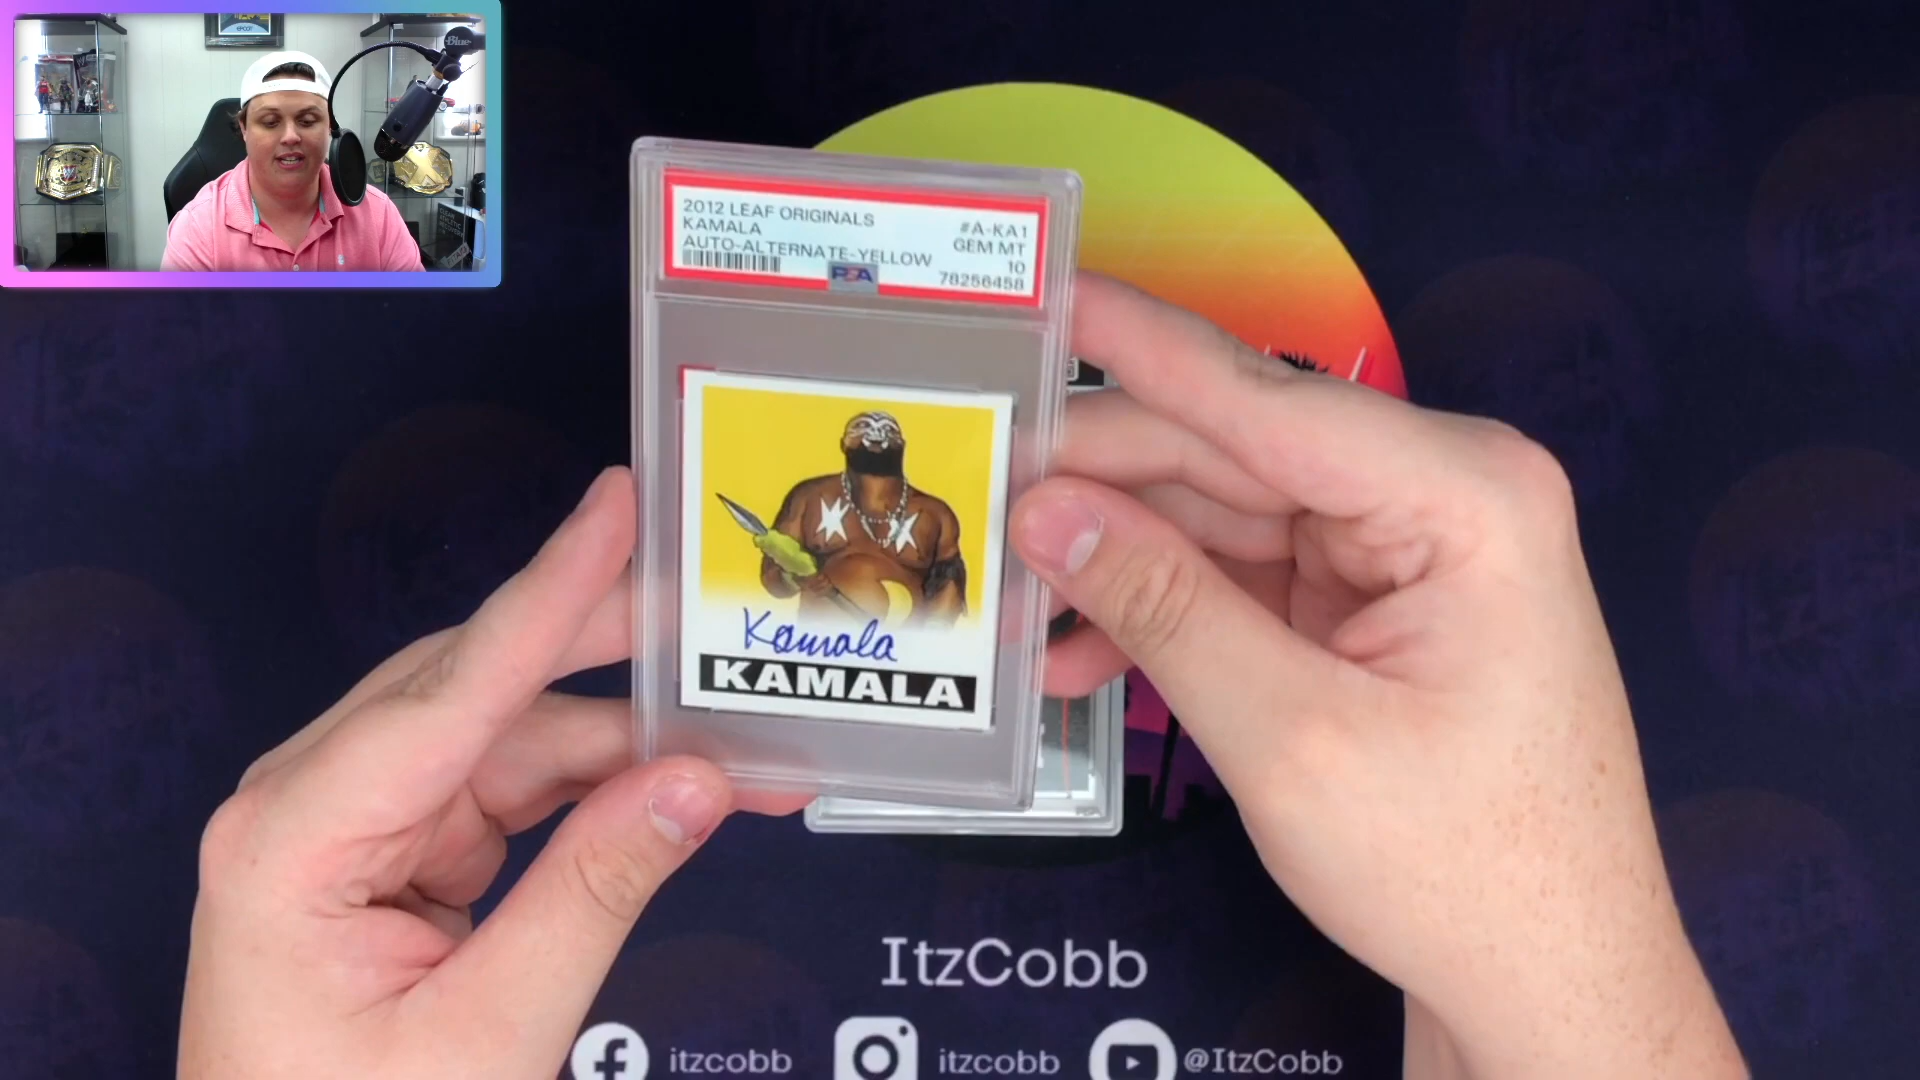 Blue
2012 LEAF ORIGINALS
KAMALA
AUTO-ALTERNATE-YELLOW
#A-KA1
GEM MT
10
78256458
PSA
Kamala
KAMALA
ItzCobb
itzcobb
itzcobb
@ItzCobb